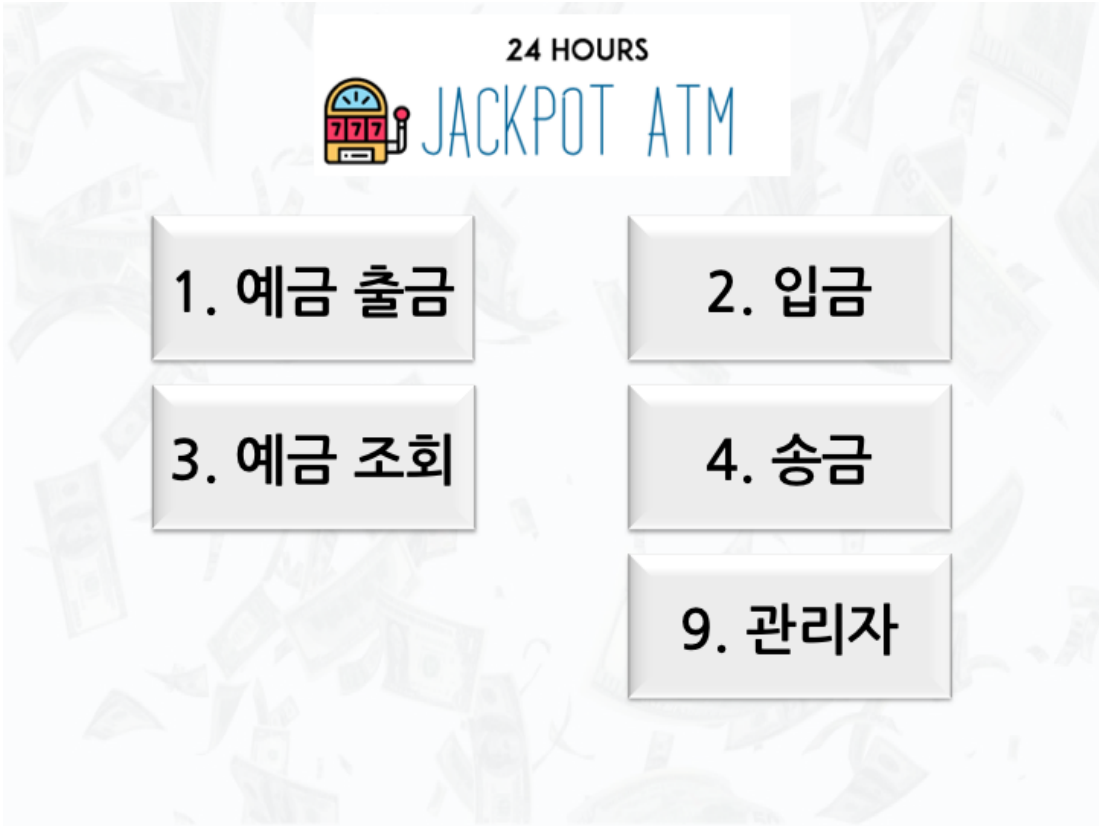 24 HOURS
777
JACKPOT ATM
1. 예금 출금
2. 입금
3. 예금 조회
4. 송금
9. 관리자